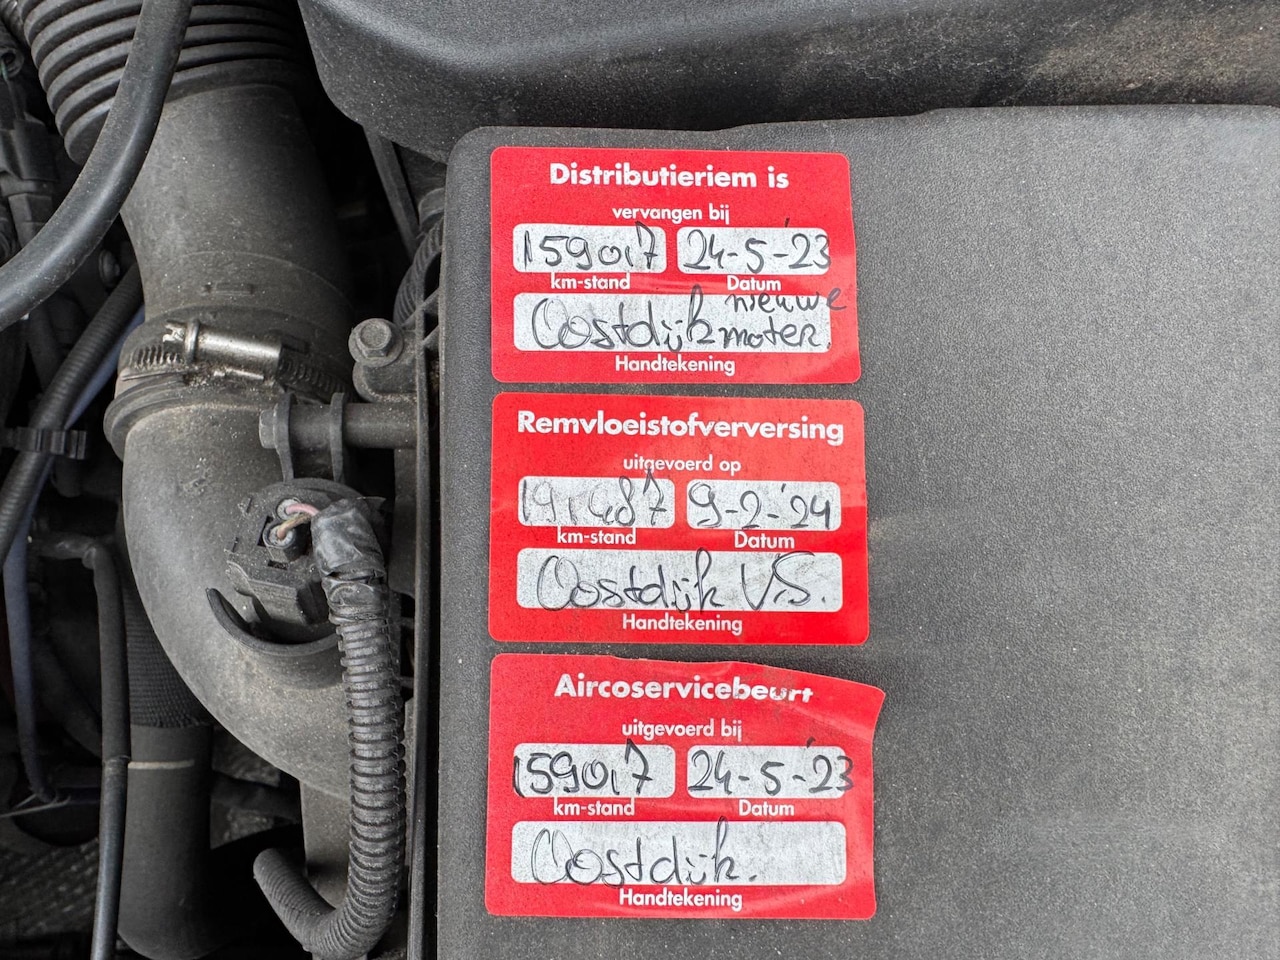 Distributieriem is
vervangen bij
159017 24-5-'23
km-stand Datum
nieuwe
Oostdijk moter.
Handtekening
Remvloeistofverversing
uitgevoerd op
191487 9-2-'24
km-stand Datum
Oostdijk V.S.
Handtekening
Aircoservicebeurt
uitgevoerd bij
159017 24-5-'23
km-stand Datum
Oostdijk.
Handtekening